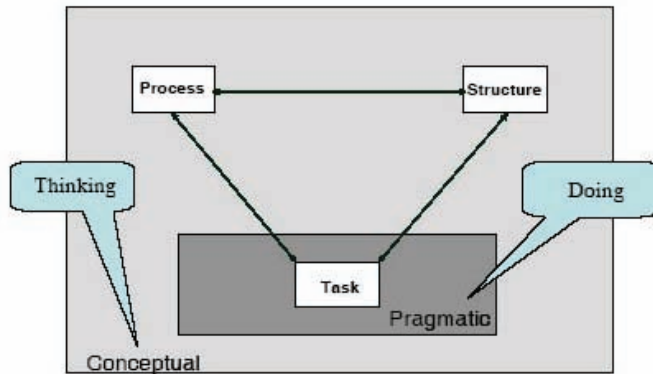 Process
Structure
Thinking
Doing
Task
Pragmatic
Conceptual